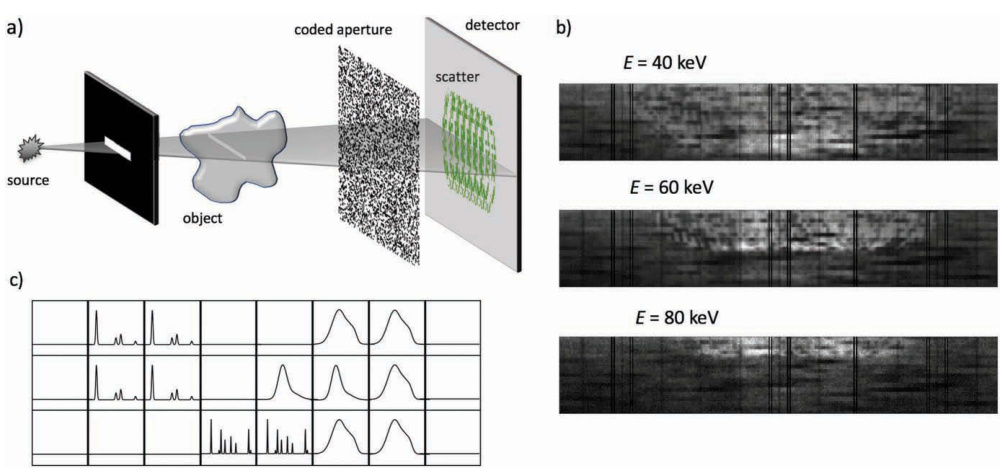 a)
coded aperture
detector
scatter
source
object
b)
E = 40 keV
E = 60 keV
E = 80 keV
c)